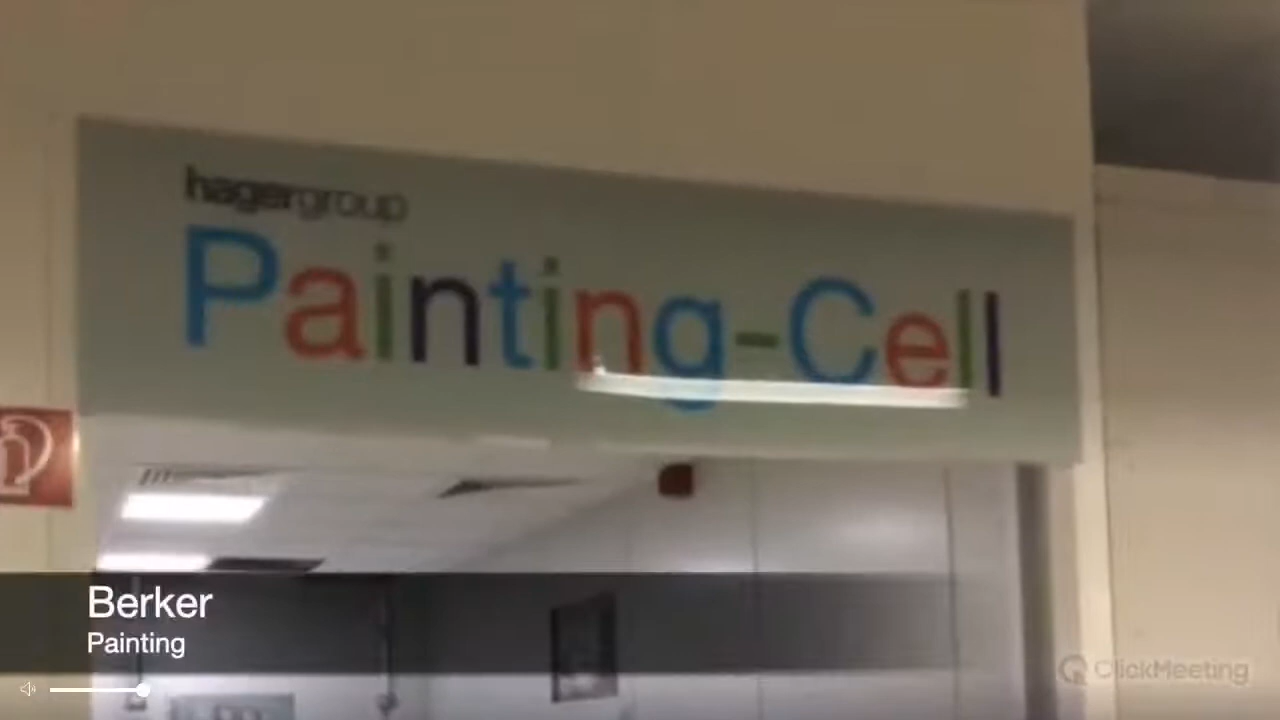 hagergroup
Painting-Cell
Berker
Painting
ClickMeeting